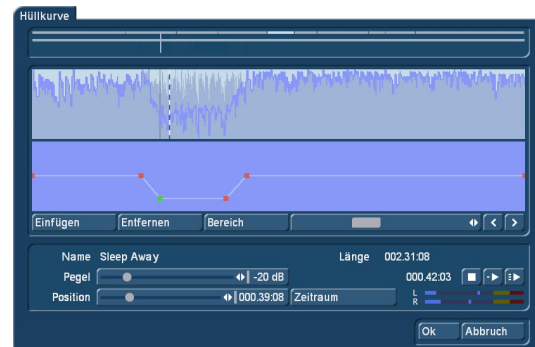 Hüllkurve
Einfügen Entfernen Bereich
Name Sleep Away Länge 002.31:08
Pegel -20 dB 000.42:03
Position 000.39:08 Zeitraum L
R
Ok Abbruch